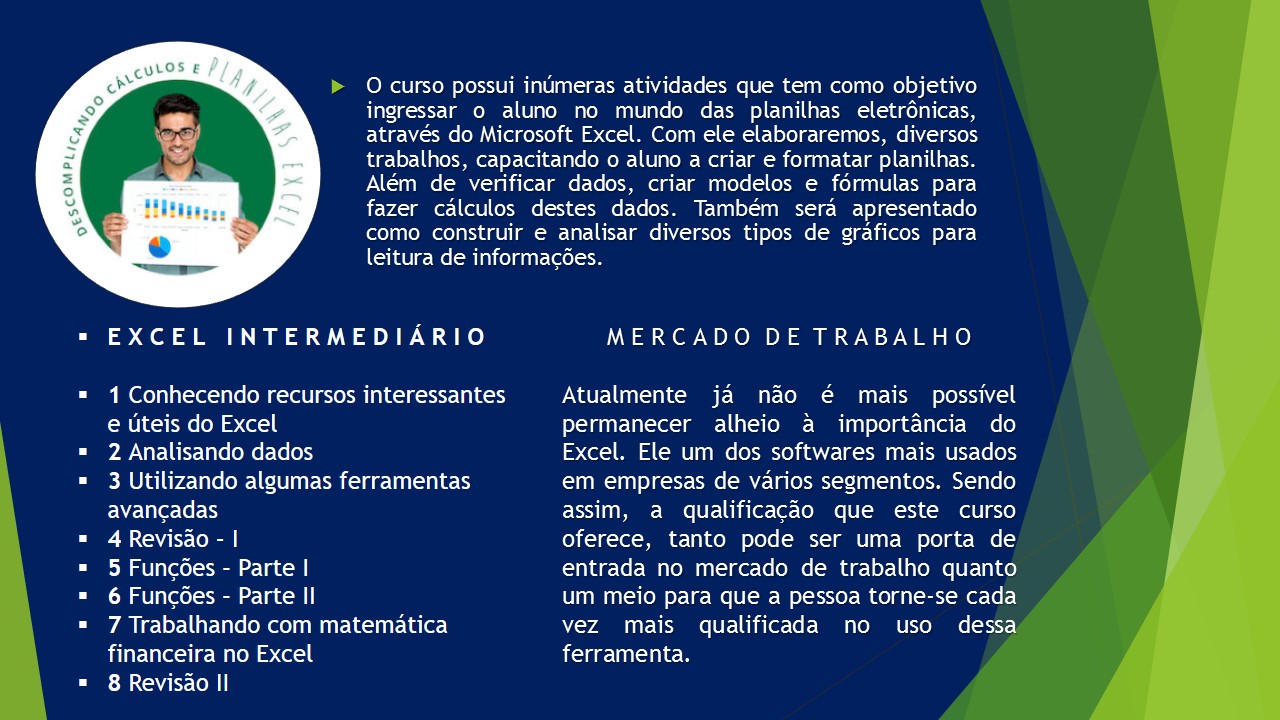 DESCOMPLICANDO CÁLCULOS E PLANILHAS EXCEL
O curso possui inúmeras atividades que tem como objetivo
ingressar o aluno no mundo das planilhas eletrônicas,
através do Microsoft Excel. Com ele elaboraremos, diversos
trabalhos, capacitando o aluno a criar e formatar planilhas.
Além de verificar dados, criar modelos e fórmulas para
fazer cálculos destes dados. Também será apresentado
como construir e analisar diversos tipos de gráficos para
leitura de informações.
EXCEL INTERMEDIÁRIO
1 Conhecendo recursos interessantes
e úteis do Excel
2 Analisando dados
3 Utilizando algumas ferramentas
avançadas
4 Revisão – I
5 Funções – Parte I
6 Funções – Parte II
7 Trabalhando com matemática
financeira no Excel
8 Revisão II
MERCADO DE TRABALHO
Atualmente já não é mais possível
permanecer alheio à importância do
Excel. Ele um dos softwares mais usados
em empresas de vários segmentos. Sendo
assim, a qualificação que este curso
oferece, tanto pode ser uma porta de
entrada no mercado de trabalho quanto
um meio para que a pessoa torne-se cada
vez mais qualificada no uso dessa
ferramenta.